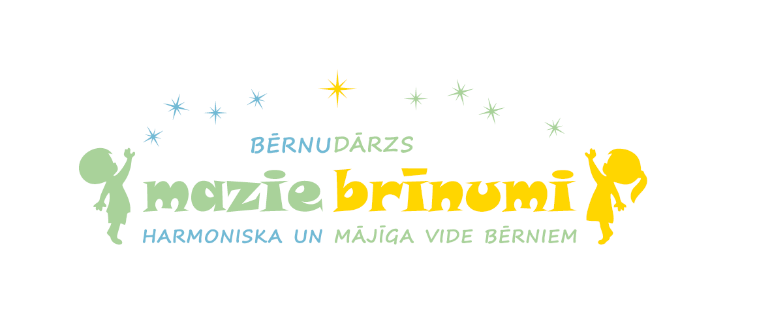 BĒRNUDĀRZS
mazie brīnumi
HARMONISKA UN MĀJĪGA VIDE BĒRNIEM